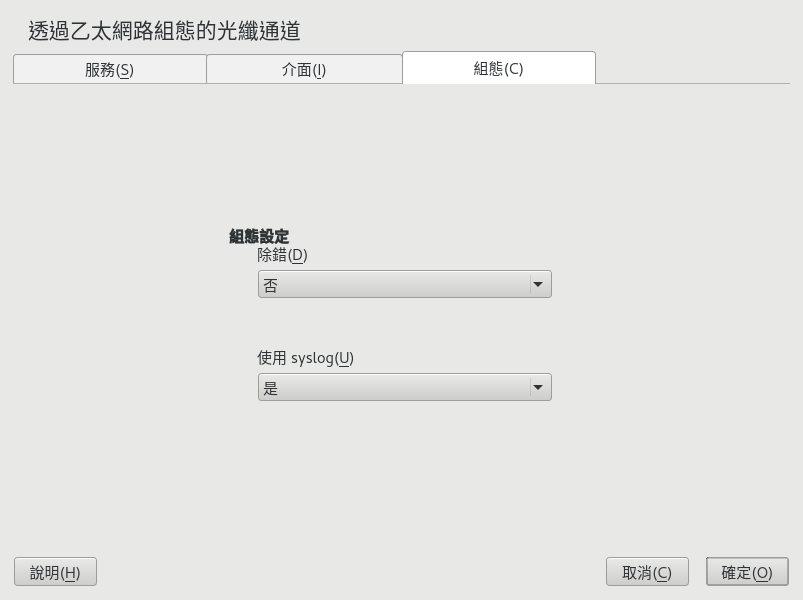 透過乙太網路組態的光纖通道
服務(S)
介面(I)
組態(C)
組態設定
除錯(D)
否
使用 syslog(U)
是
說明(H)
取消(C)
確定(O)